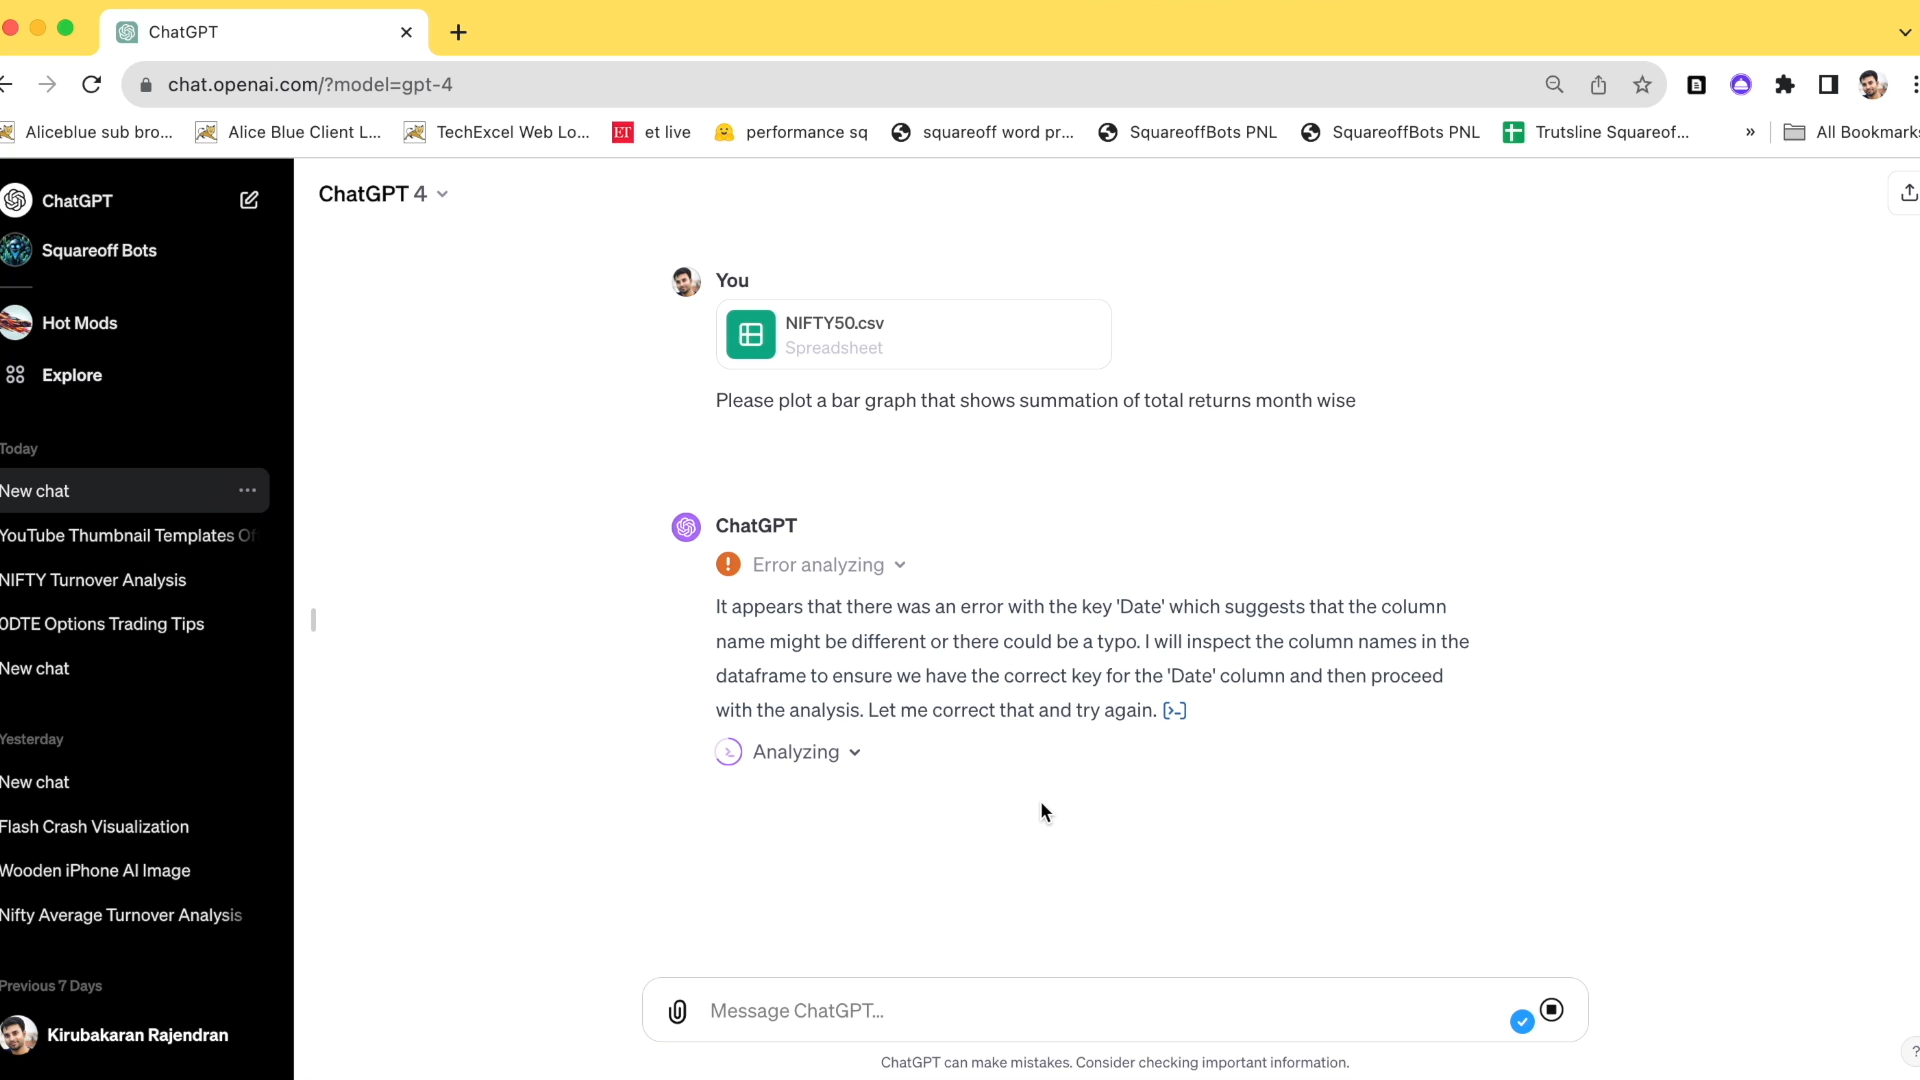 ChatGPT
chat.openai.com/?model=gpt-4
Aliceblue sub bro...
Alice Blue Client L...
TechExcel Web Lo...
ET
et live
performance sq
squareoff word pr...
SquareoffBots PNL
SquareoffBots PNL
Trutsline Squareof...
»
All Bookmarks
ChatGPT
Squareoff Bots
Hot Mods
Explore
Today
New chat
YouTube Thumbnail Templates Of
NIFTY Turnover Analysis
0DTE Options Trading Tips
New chat
Yesterday
New chat
Flash Crash Visualization
Wooden iPhone AI Image
Nifty Average Turnover Analysis
Previous 7 Days
Kirubakaran Rajendran
ChatGPT 4
You
NIFTY50.csv
Spreadsheet
Please plot a bar graph that shows summation of total returns month wise
ChatGPT
Error analyzing
It appears that there was an error with the key 'Date' which suggests that the column
name might be different or there could be a typo. I will inspect the column names in the
dataframe to ensure we have the correct key for the 'Date' column and then proceed
with the analysis. Let me correct that and try again. [>-]
Analyzing
Message ChatGPT...
ChatGPT can make mistakes. Consider checking important information.
?